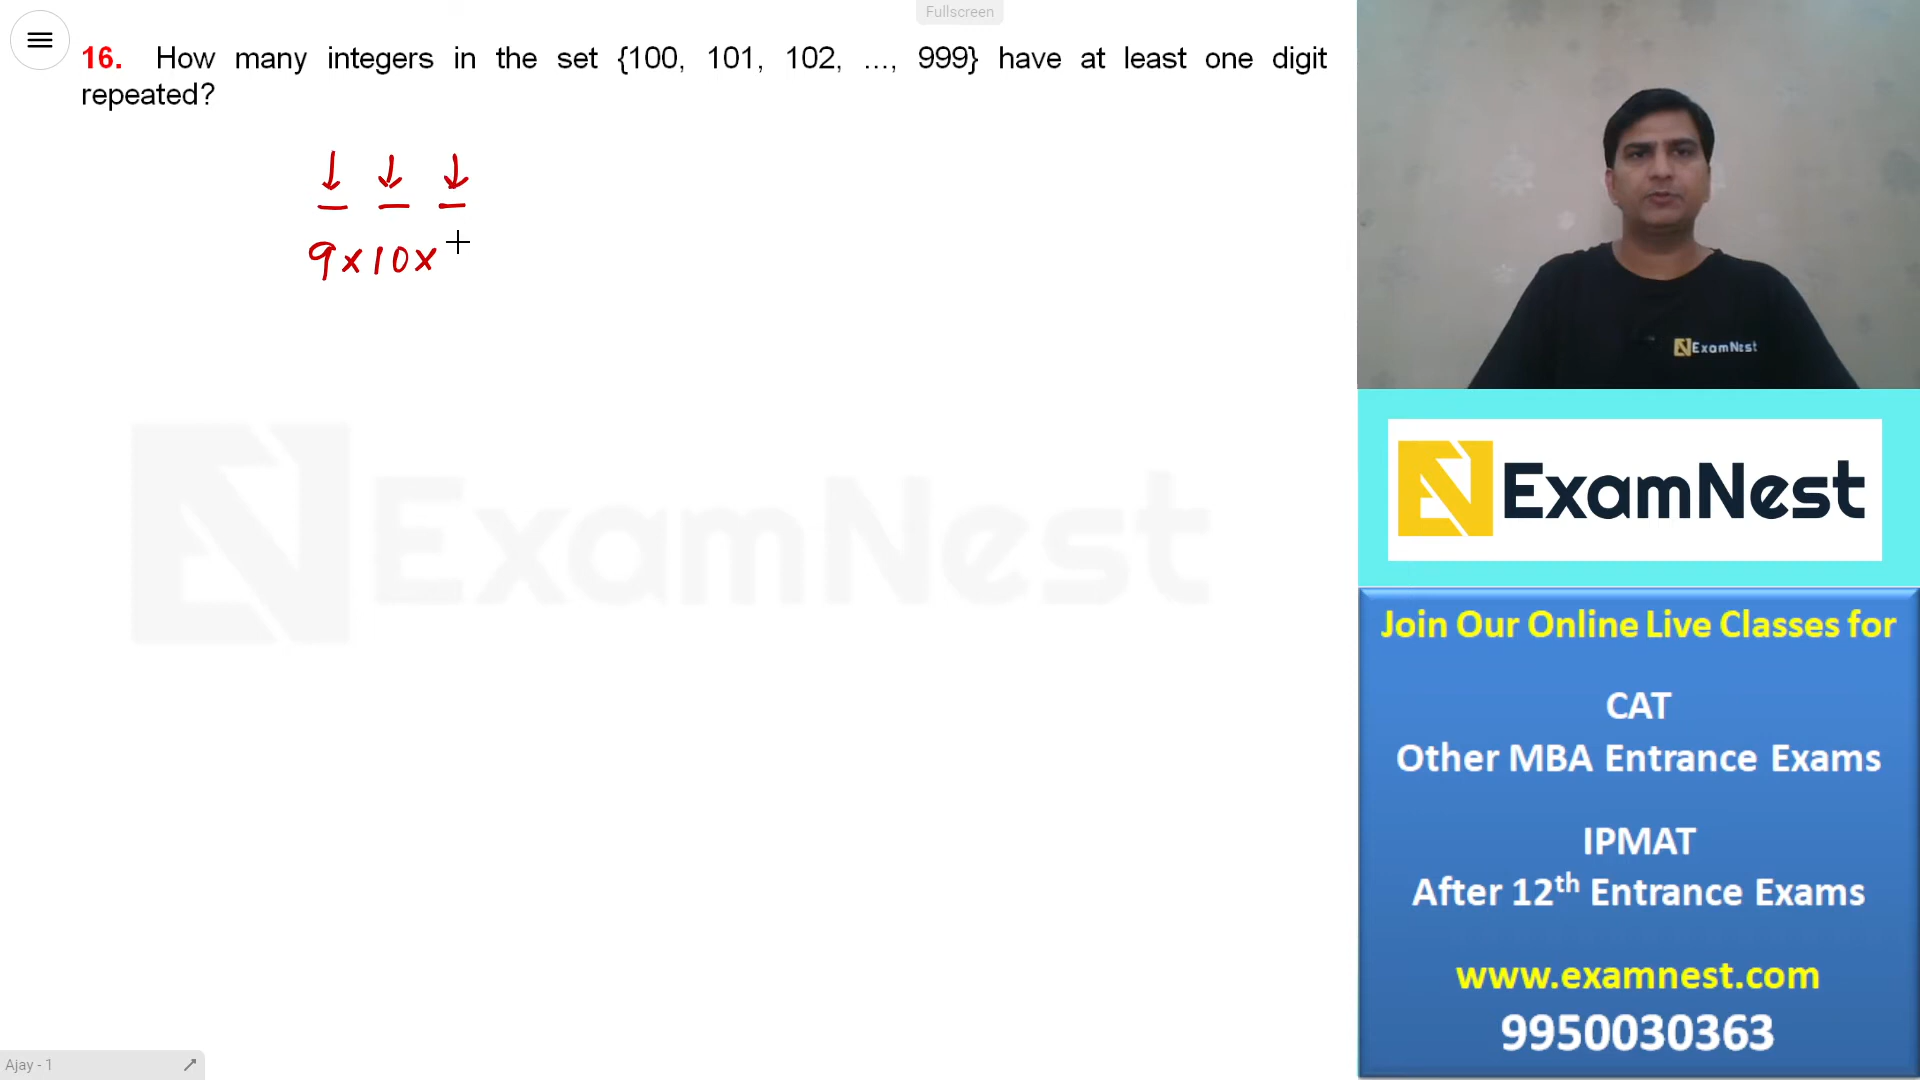 Fullscreen
16. How many integers in the set {100, 101, 102, ..., 999} have at least one digit
repeated?
↓ ↓ ↓
9 x 10 x
ExamNest
ExamNest
ExamNest
Join Our Online Live Classes for
CAT
Other MBA Entrance Exams
IPMAT
After 12th Entrance Exams
www.examnest.com
9950030363
Ajay - 1